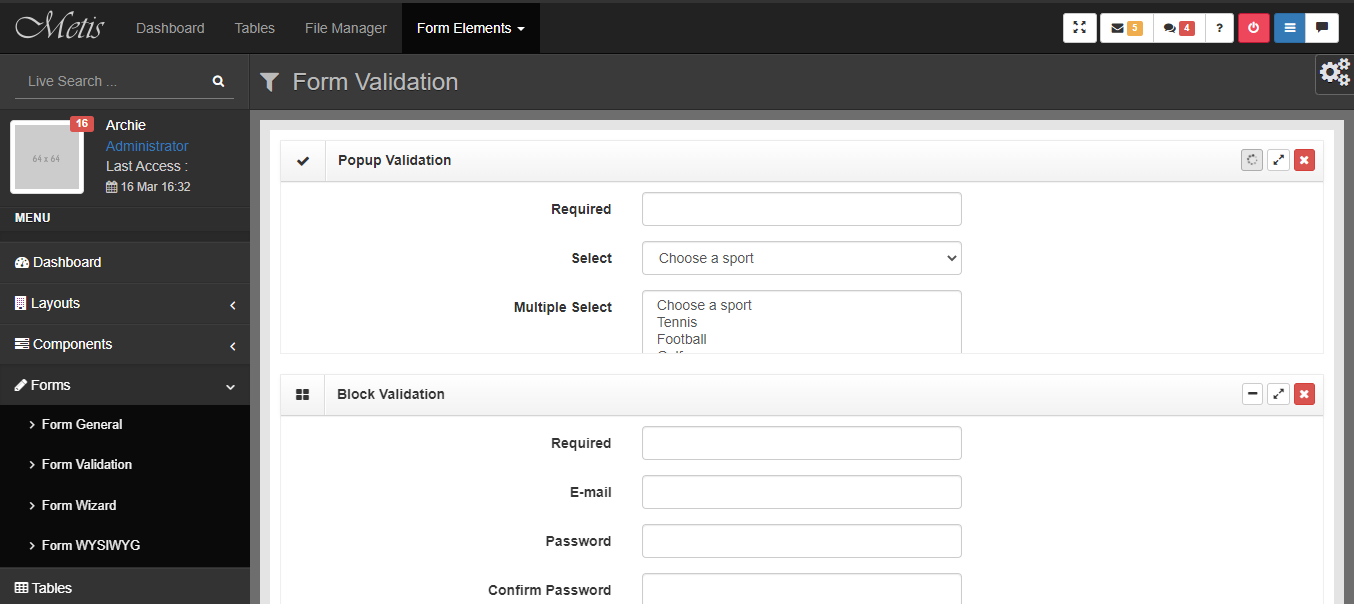 Metis
Dashboard
Tables
File Manager
Form Elements
5
4
?
Live Search ...
Form Validation
64 x 64
16
Archie
Administrator
Last Access :
16 Mar 16:32
MENU
Dashboard
Layouts
Components
Forms
Form General
Form Validation
Form Wizard
Form WYSIWYG
Tables
Popup Validation
Required
Select
Choose a sport
Multiple Select
Choose a sport
Tennis
Football
Block Validation
Required
E-mail
Password
Confirm Password